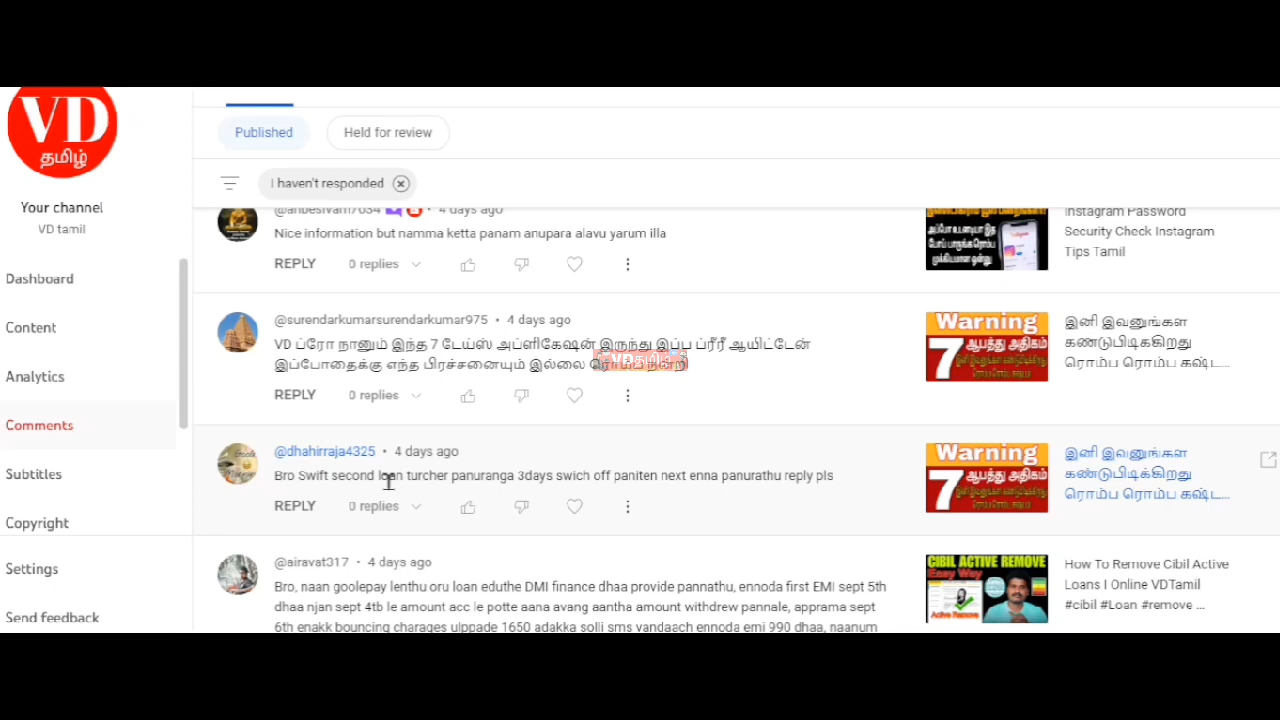 VD
தமிழ்
Your channel
VD tamil
Dashboard
Content
Analytics
Comments
Subtitles
Copyright
Settings
Send feedback
Published
Held for review
I haven't responded
4 days ago
Nice information but namma ketta panam anupara alavu yarum illa
REPLY 0 replies
Instagram Password
Security Check Instagram
Tips Tamil
@surendarkumarsurendarkumar975 • 4 days ago
VD ப்ரோ நானும் இந்த 7 டேய்ஸ் அப்ளிகேஷன் இருந்து இப்ப ப்ரீரீ ஆயிட்டேன்
இப்போதைக்கு எந்த பிரச்சனையும் இல்லை
REPLY 0 replies
Warning
7 ஆபத்து அதிகம்
இனி இவனுங்கள
கண்டுபிடிக்கிறது
ரொம்ப ரொம்ப கஷ்ட...
@dhahirraja4325 • 4 days ago
Bro Swift second loan turcher panuranga 3days swich off paniten next enna panurathu reply pls
REPLY 0 replies
Warning
7 ஆபத்து அதிகம்
இனி இவனுங்கள
கண்டுபிடிக்கிறது
ரொம்ப ரொம்ப கஷ்ட...
@airavat317 • 4 days ago
Bro, naan goolepay lenthu oru loan eduthe DMI finance dhaa provide pannathu, ennoda first EMI sept 5th
dhaa njan sept 4tb le amount acc le potte aana avang aantha amount withdrew pannale, apprama sept
6th enakk bouncing charages ulppade 1650 adakka solli sms vandaach ennoda emi 990 dhaa, naanum
CIBIL ACTIVE REMOVE
Easy Way
Active Remove
How To Remove Cibil Active
Loans I Online VDTamil
#cibil #Loan #remove ...